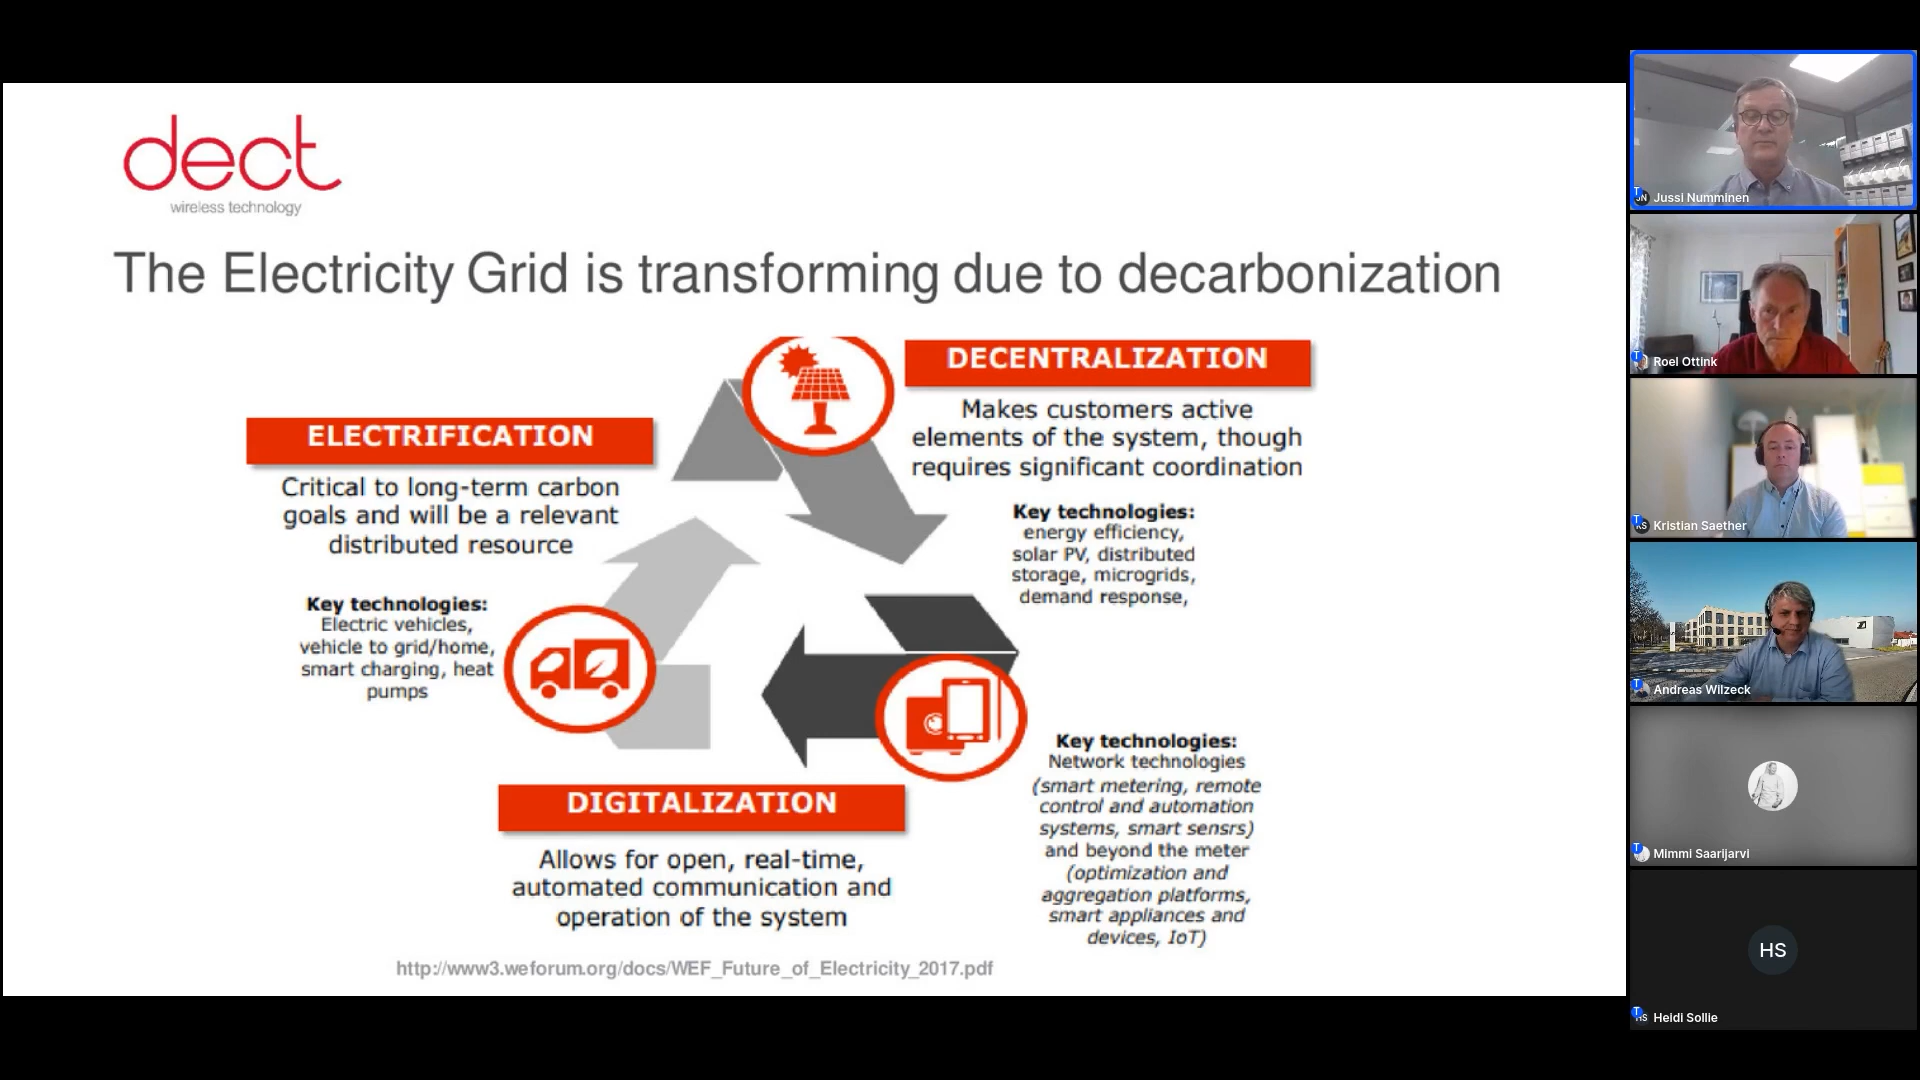 dect
wireless technology
The Electricity Grid is transforming due to decarbonization
ELECTRIFICATION
Critical to long-term carbon
goals and will be a relevant
distributed resource
Key technologies:
Electric vehicles,
vehicle to grid/home,
smart charging, heat
pumps
DECENTRALIZATION
Makes customers active
elements of the system, though
requires significant coordination
Key technologies:
energy efficiency,
solar PV, distributed
storage, microgrids,
demand response,
DIGITALIZATION
Allows for open, real-time,
automated communication and
operation of the system
Key technologies:
Network technologies
(smart metering, remote
control and automation
systems, smart sensrs)
and beyond the meter
(optimization and
aggregation platforms,
smart appliances and
devices, IoT)
http://www3.weforum.org/docs/WEF_Future_of_Electricity_2017.pdf
T
JN Jussi Numminen
T
Roel Ottink
T
KS Kristian Saether
T
Andreas Wilzeck
T
Mimmi Saarijarvi
HS
T
HS Heidi Sollie